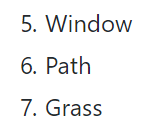 5. Window
6. Path
7. Grass